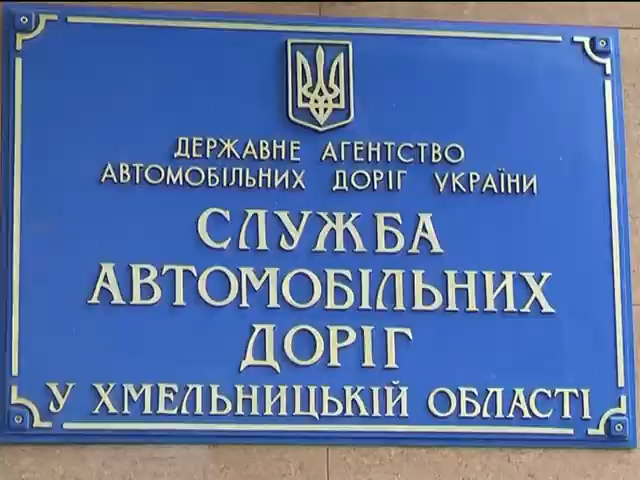 ДЕРЖАВНЕ АГЕНТСТВО
АВТОМОБІЛЬНИХ ДОРІГ УКРАЇНИ
СЛУЖБА
АВТОМОБІЛЬНИХ
ДОРІГ
У ХМЕЛЬНИЦЬКІЙ ОБЛАСТІ